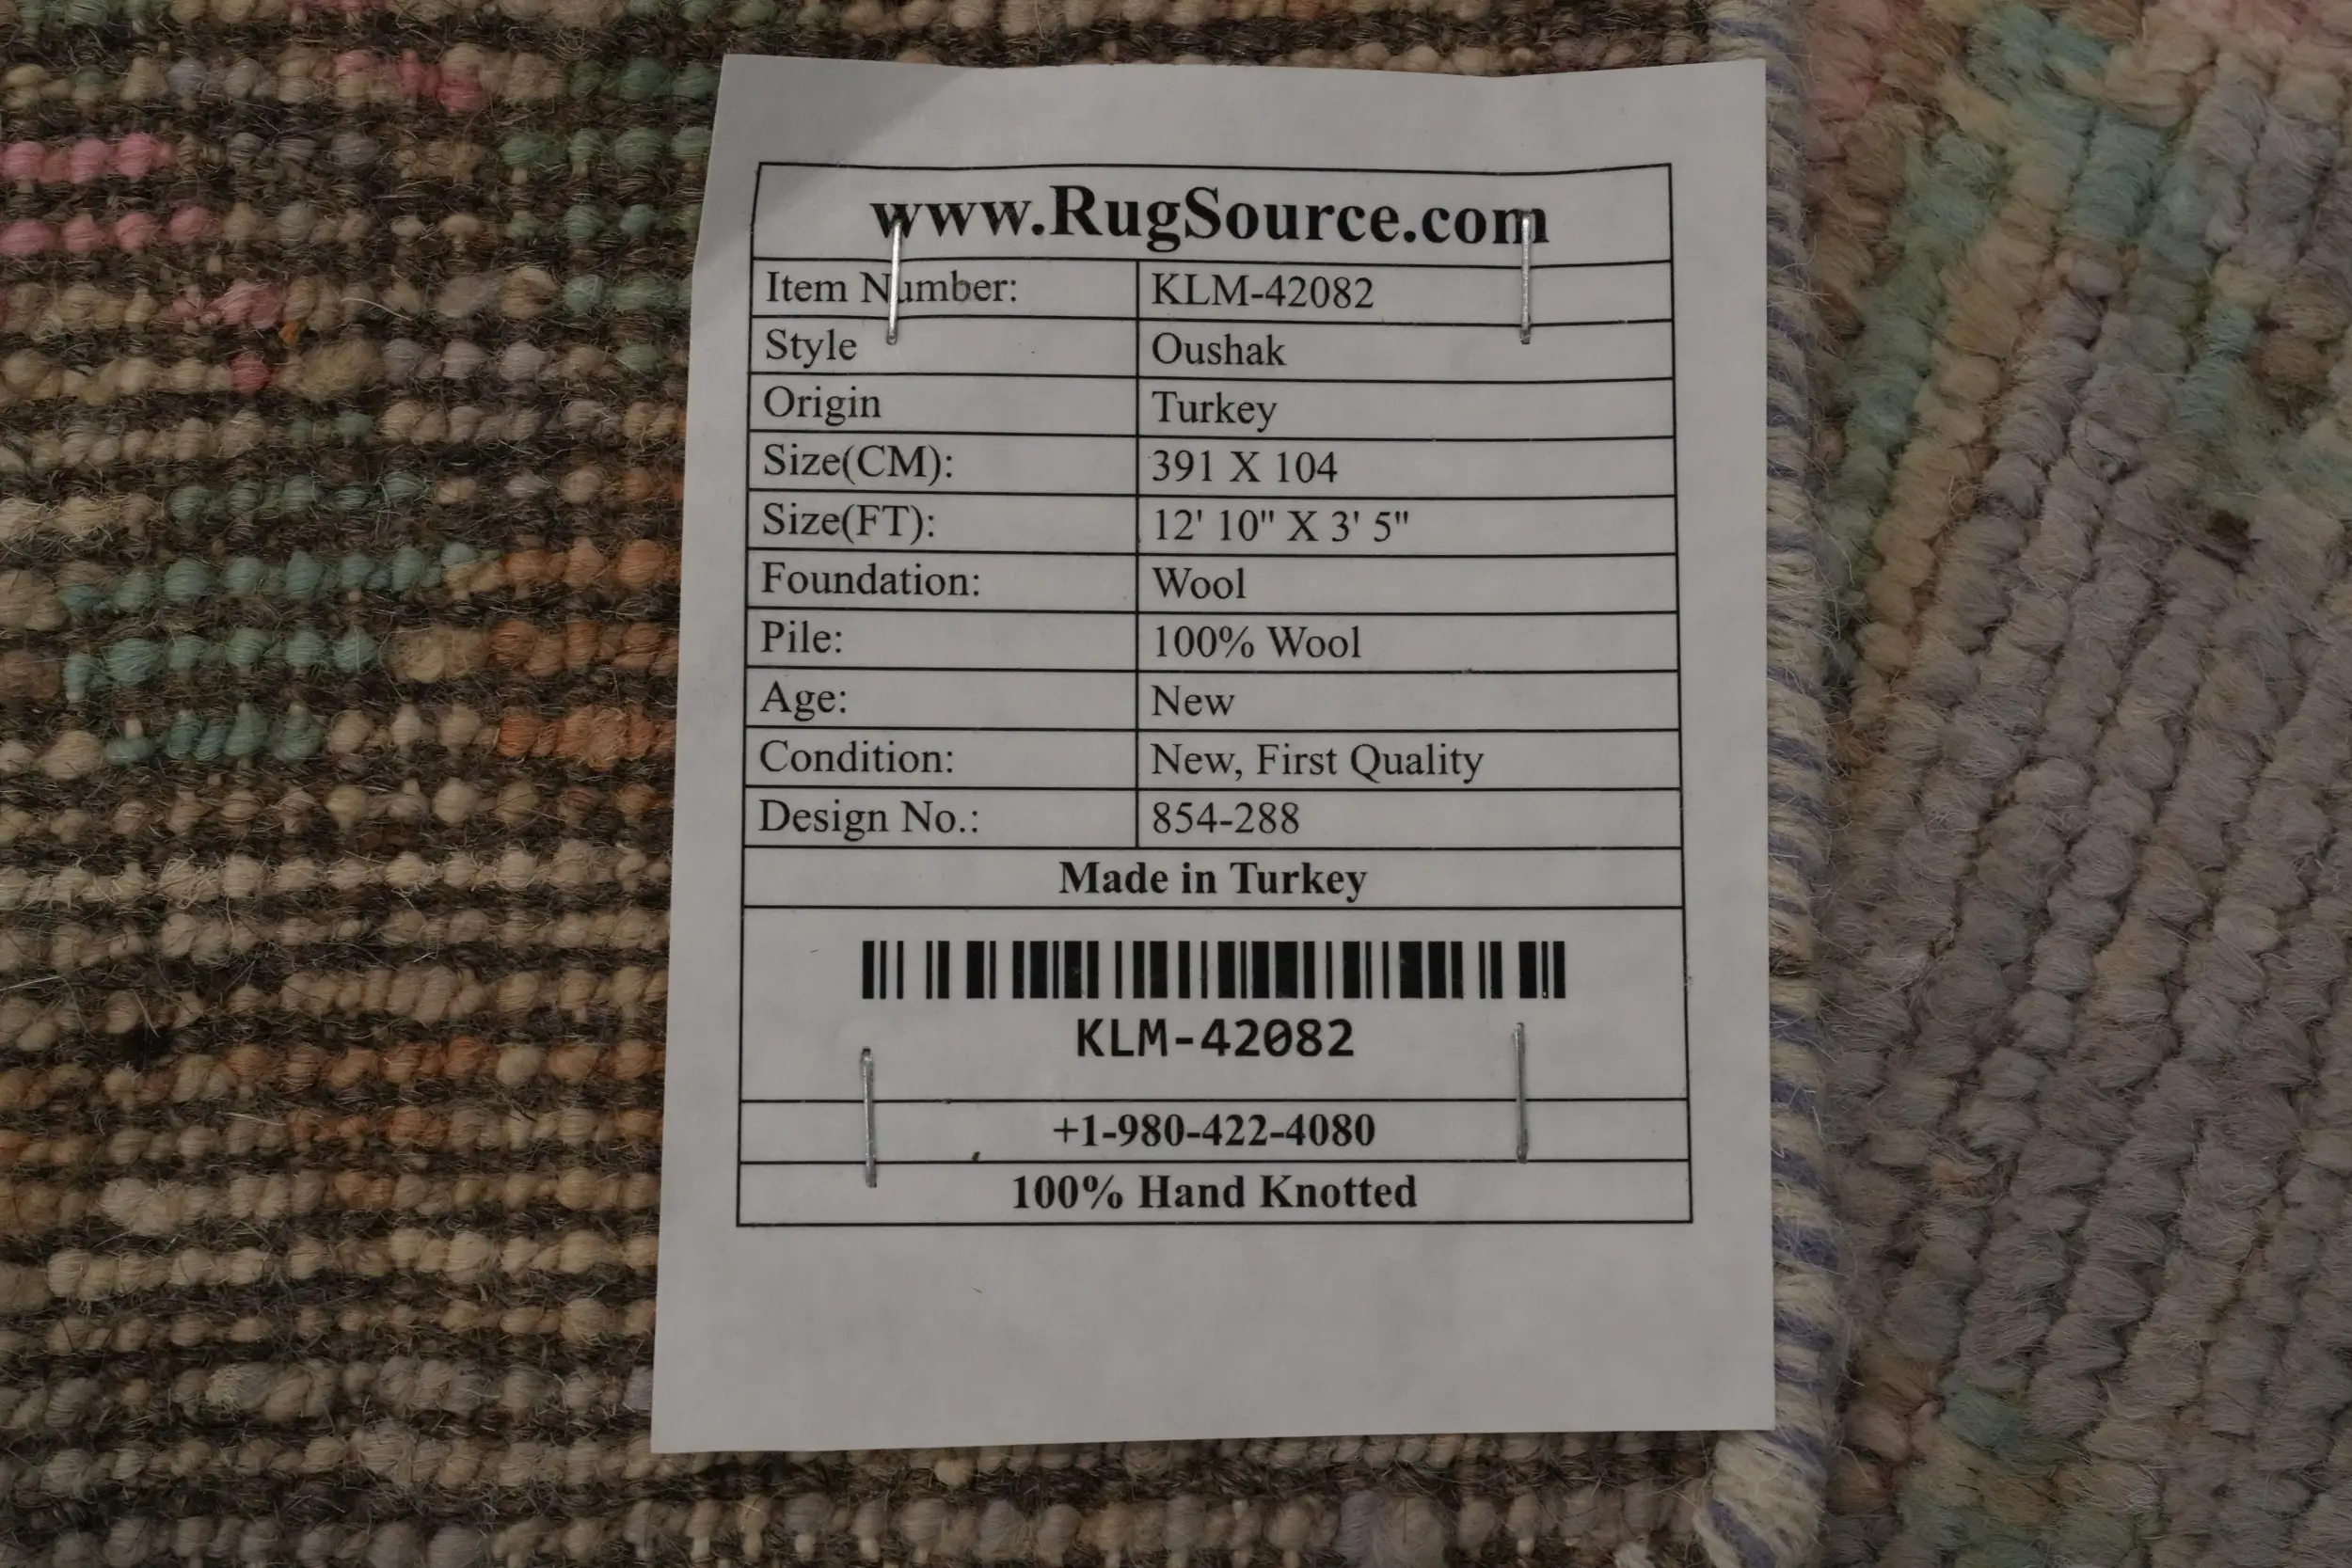 www.RugSource.com
Item Number: KLM-42082
Style Oushak
Origin Turkey
Size(CM): 391 X 104
Size(FT): 12' 10" X 3' 5"
Foundation: Wool
Pile: 100% Wool
Age: New
Condition: New, First Quality
Design No.: 854-288
Made in Turkey
KLM-42082
+1-980-422-4080
100% Hand Knotted